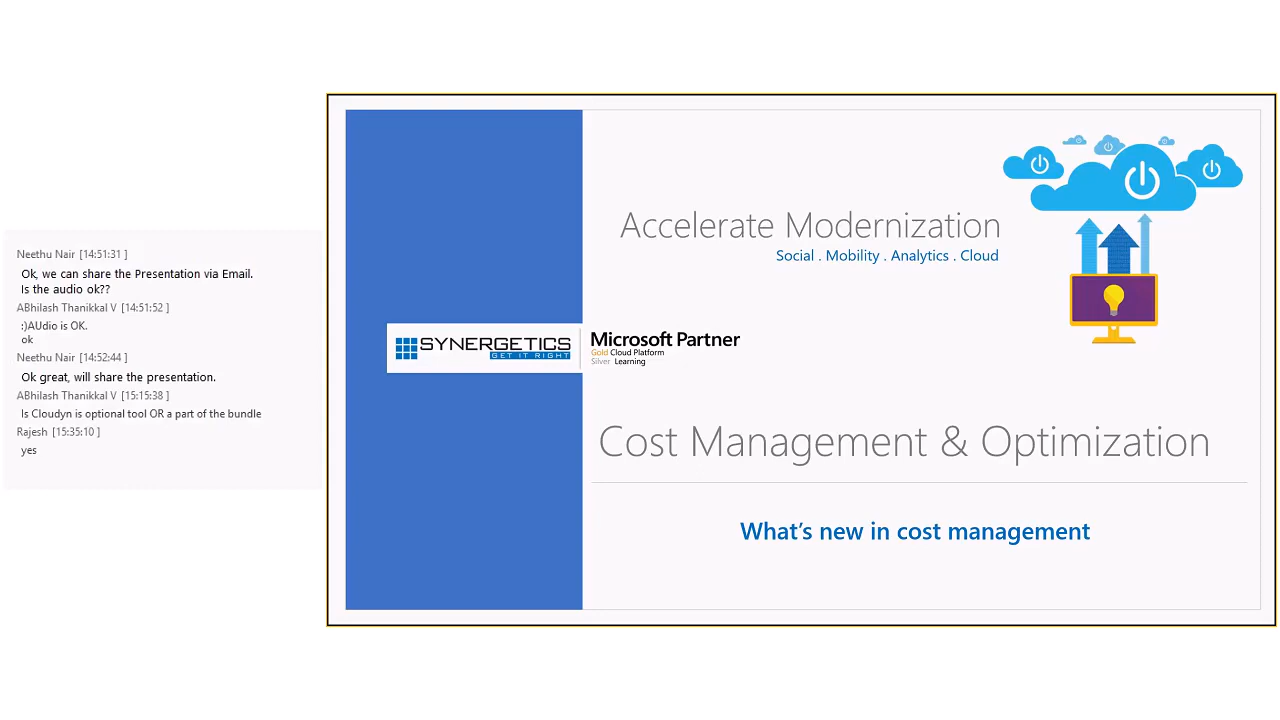 Neethu Nair [14:51:31 ]
Ok, we can share the Presentation via Email.
Is the audio ok??
ABhilash Thanikkal V [14:51:52 ]
:)AUdio is OK.
ok
Neethu Nair [14:52:44 ]
Ok great, will share the presentation.
ABhilash Thanikkal V [15:15:38 ]
Is Cloudyn is optional tool OR a part of the bundle
Rajesh [15:35:10 ]
yes
Accelerate Modernization
Social . Mobility . Analytics . Cloud
SYNERGETICS
GET IT RIGHT
Microsoft Partner
Gold Cloud Platform
Silver Learning
Cost Management & Optimization
What's new in cost management